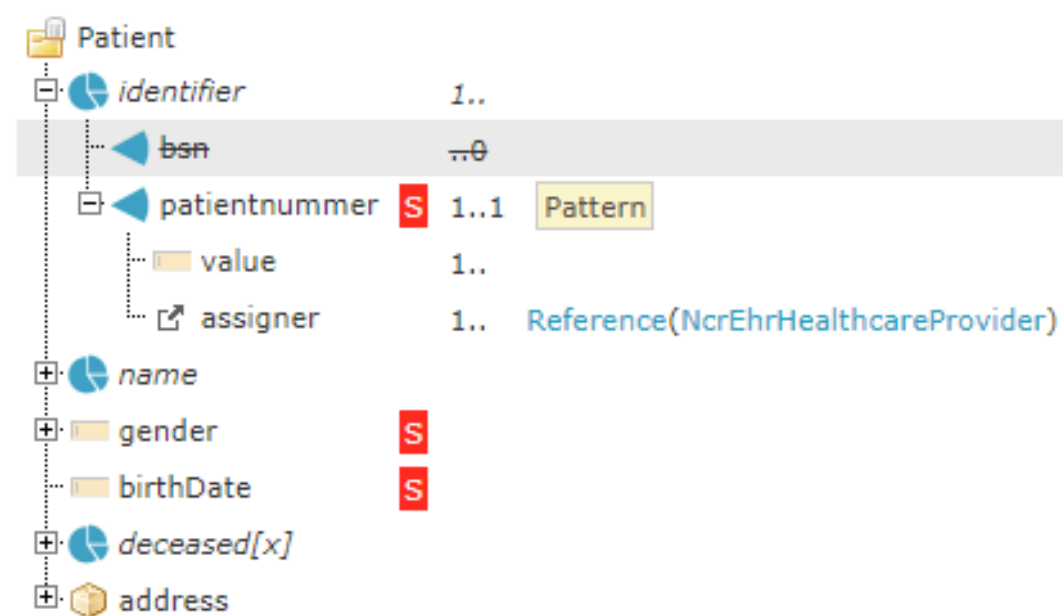 Patient
identifier 1..
bsn ..0
patientnummer S 1..1 Pattern
value 1..
assigner 1.. Reference(NcrEhrHealthcareProvider)
name
gender S
birthDate S
deceased[x]
address